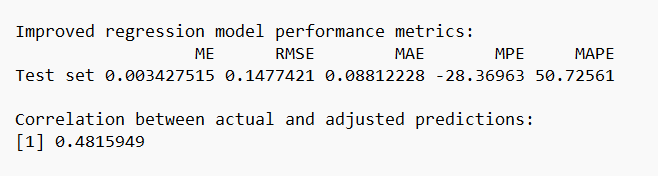 Improved regression model performance metrics:
ME RMSE MAE MPE MAPE
Test set 0.003427515 0.1477421 0.08812228 -28.36963 50.72561
Correlation between actual and adjusted predictions:
[1] 0.4815949